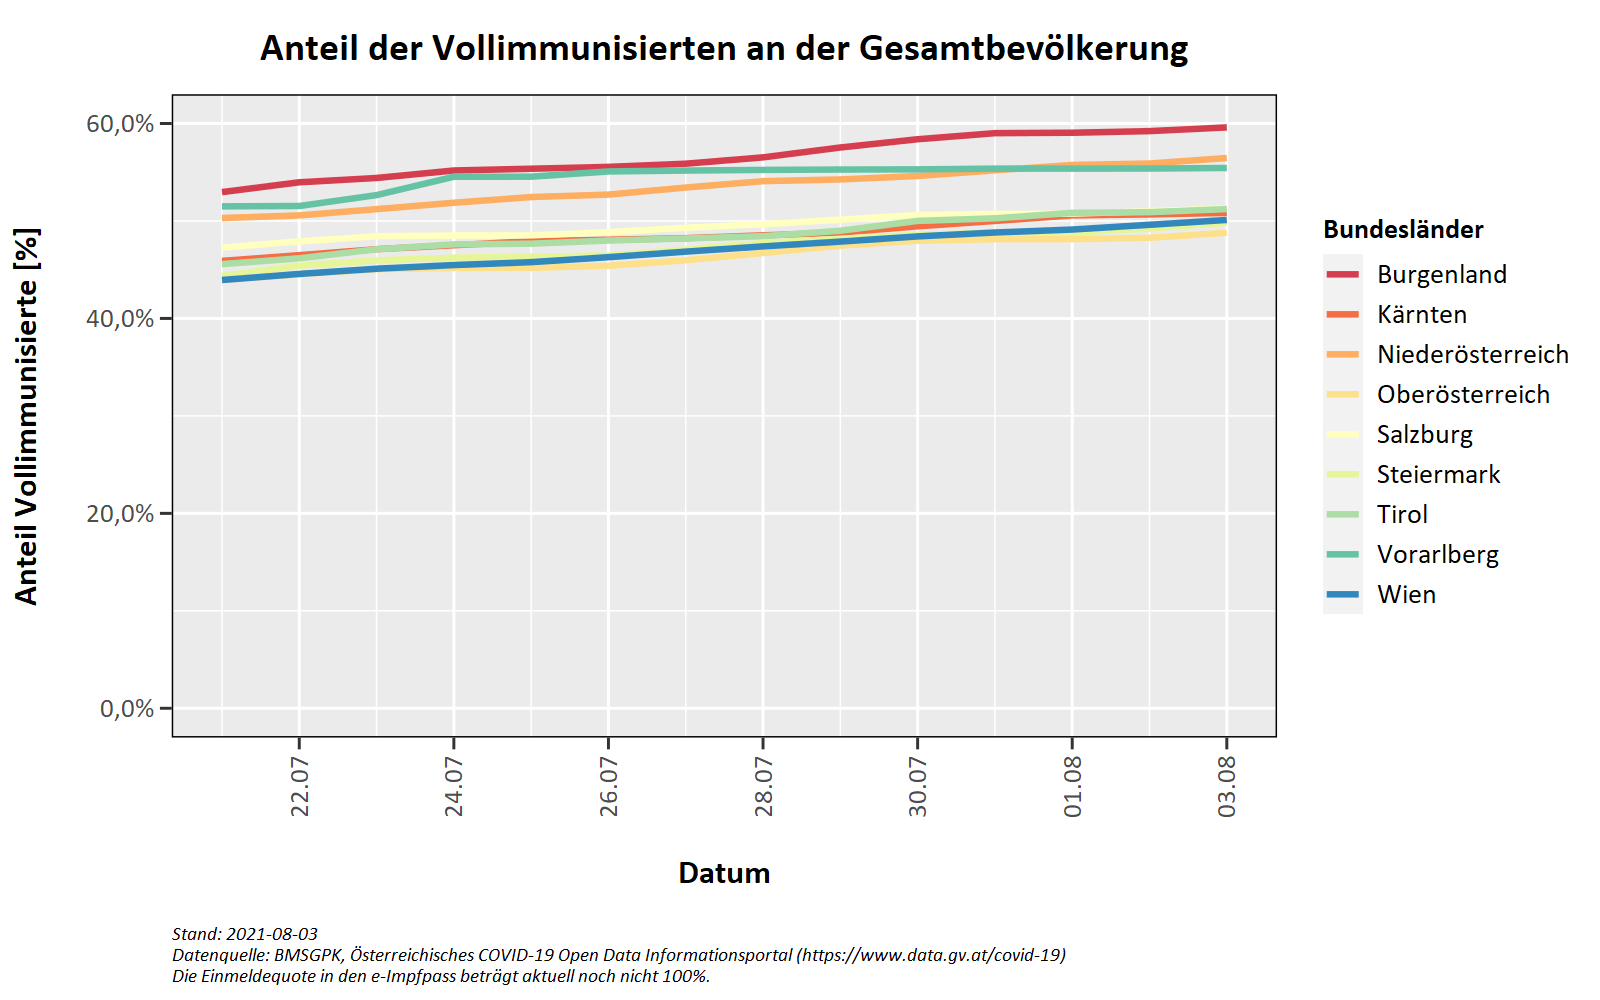 Anteil der Vollimmunisierten an der Gesamtbevölkerung
Anteil Vollimmunisierte [%]
60,0%
40,0%
20,0%
0,0%
22.07
24.07
26.07
28.07
30.07
01.08
03.08
Datum
Bundesländer
Burgenland
Kärnten
Niederösterreich
Oberösterreich
Salzburg
Steiermark
Tirol
Vorarlberg
Wien
Stand: 2021-08-03
Datenquelle: BMSGPK, Österreichisches COVID-19 Open Data Informationsportal (https://www.data.gv.at/covid-19)
Die Einmeldequote in den e-Impfpass beträgt aktuell noch nicht 100%.